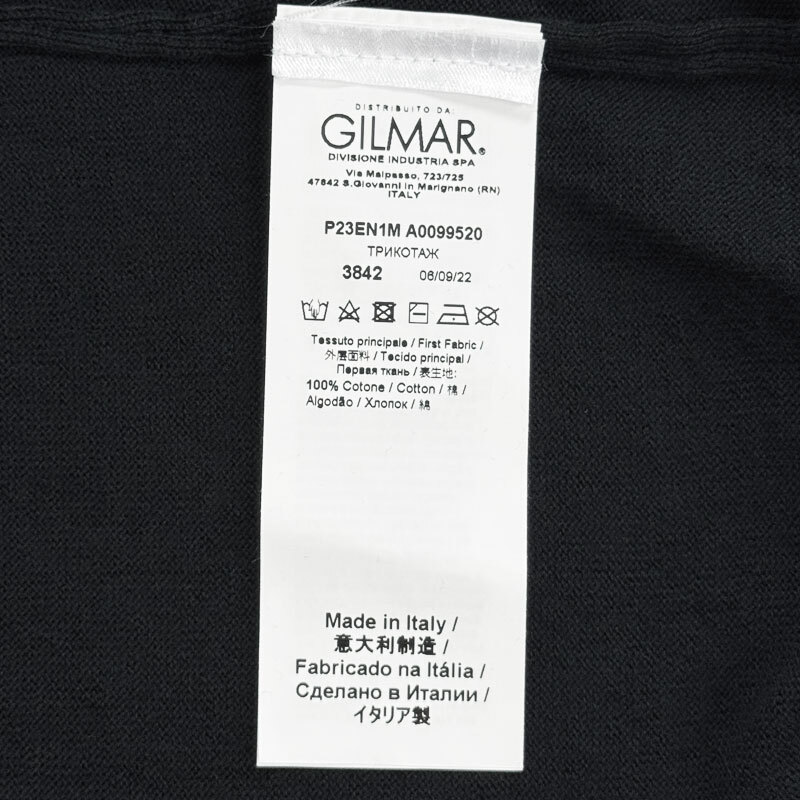 DISTRIBUITO DA:
GILMAR®
DIVISIONE INDUSTRIA SPA
Via Malpasso, 723/725
47842 S.Giovanni in Marignano (RN)
ITALY
P23EN1M A0099520
ТРИКОТАЖ
3842 06/09/22
Tessuto principale / First Fabric /
外层面料 / Tecido principal /
Первая ткань / 表生地:
100% Cotone / Cotton / 棉 /
Algodão / Хлопок / 綿
Made in Italy /
意大利制造 /
Fabricado na Itália /
Сделано в Италии /
イタリア製